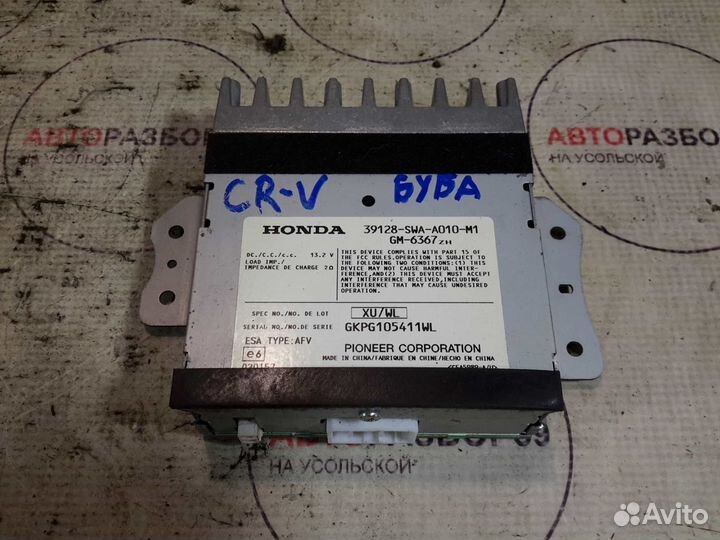 АВТОРАЗБОР
НА УСОЛЬСКОЙ
АВТОРАЗБОР
НА УСОЛЬСКОЙ
CR-V БУБА
HONDA 39128-SWA-A010-M1
GM-6367ZH
DC./C.C./c.c. 13.2 V
LOAD IMP./
IMPEDANCE DE CHARGE 2Ω
THIS DEVICE COMPLIES WITH PART 15 OF
THE FCC RULES.OPERATION IS SUBJECT TO
THE FOLLOWING TWO CONDITIONS:(1) THIS
DEVICE MAY NOT CAUSE HARMFUL INTER-
FERENCE,AND(2) THIS DEVICE MUST ACCEPT
ANY INTERFERENCE RECEIVED,INCLUDING
INTERFERENCE THAT MAY CAUSE UNDESIRED
OPERATION.
SPEC NO./NO. DE LOT XU/WL
SERIAL NO./NO.DE SERIE GKPG105411WL
ESA TYPE:AFV
e6
PIONEER CORPORATION
MADE IN CHINA/FABRIQUE EN CHINE/HECHO EN CHINA
АВТОРАЗБОР 39
НА УСОЛЬСКОЙ
Avito